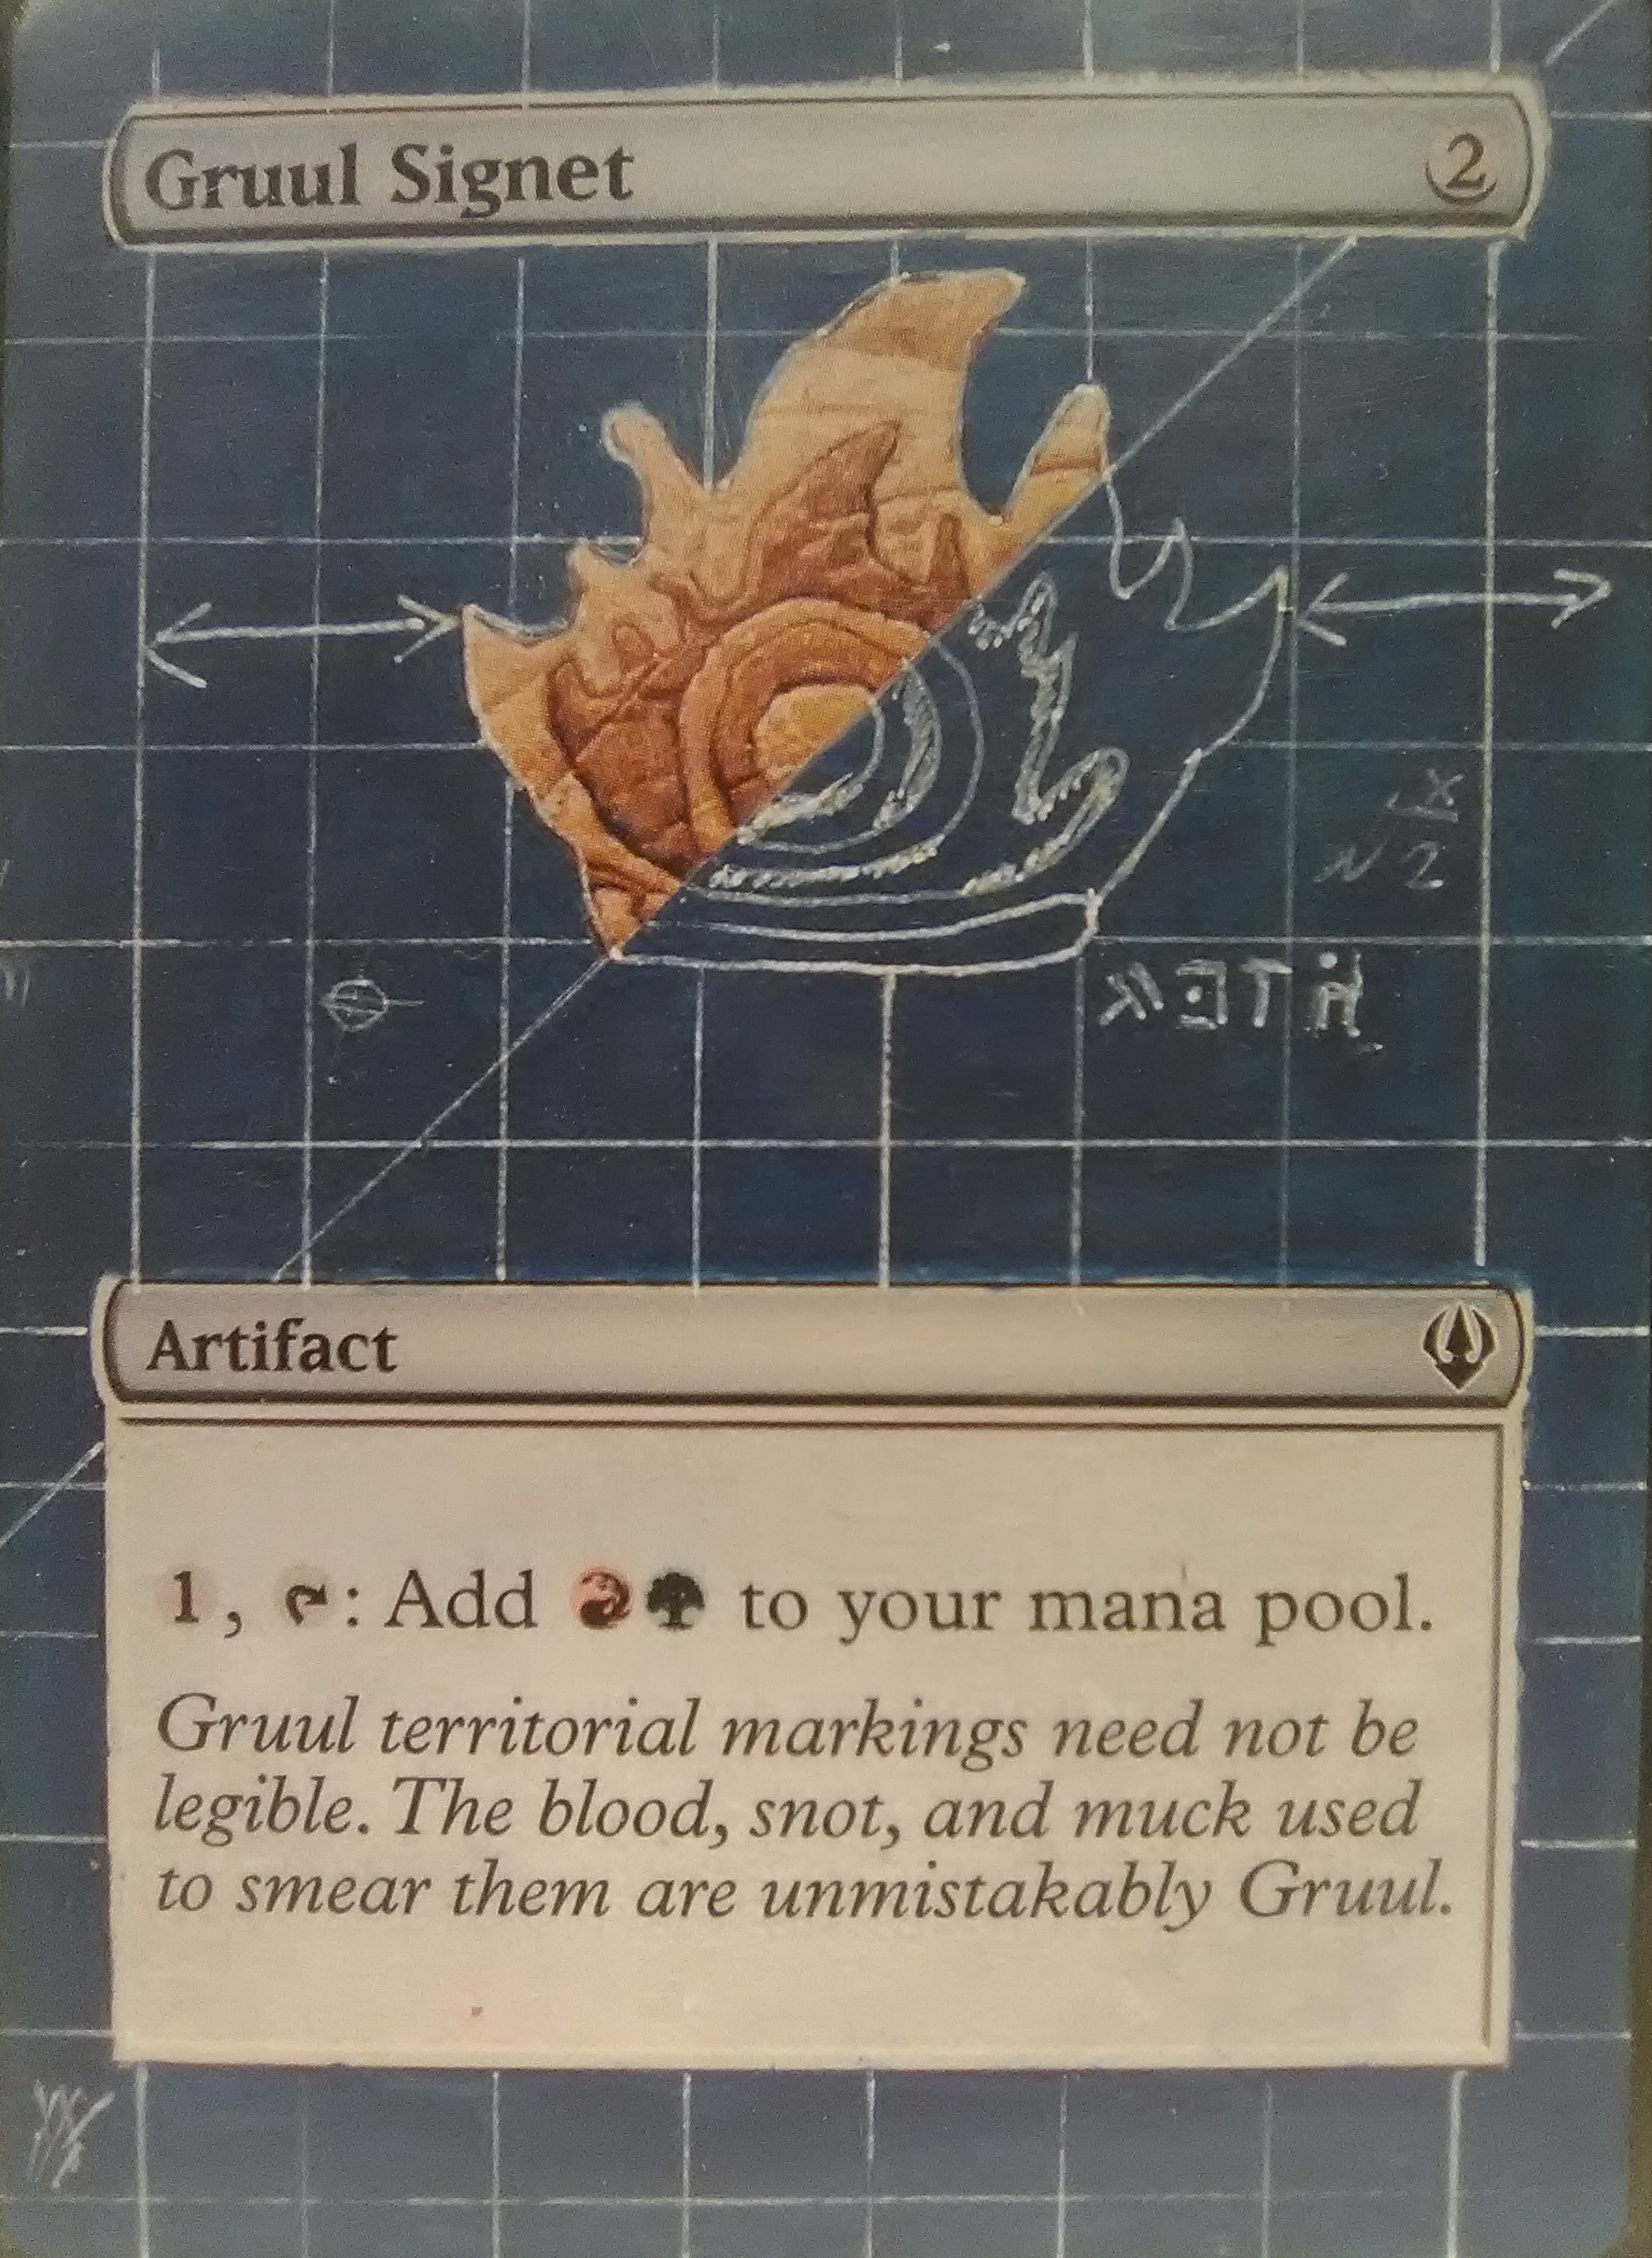 Gruul Signet 2
x
2
Artifact
1, : Add to your mana pool.
Gruul territorial markings need not be
legible. The blood, snot, and muck used
to smear them are unmistakably Gruul.